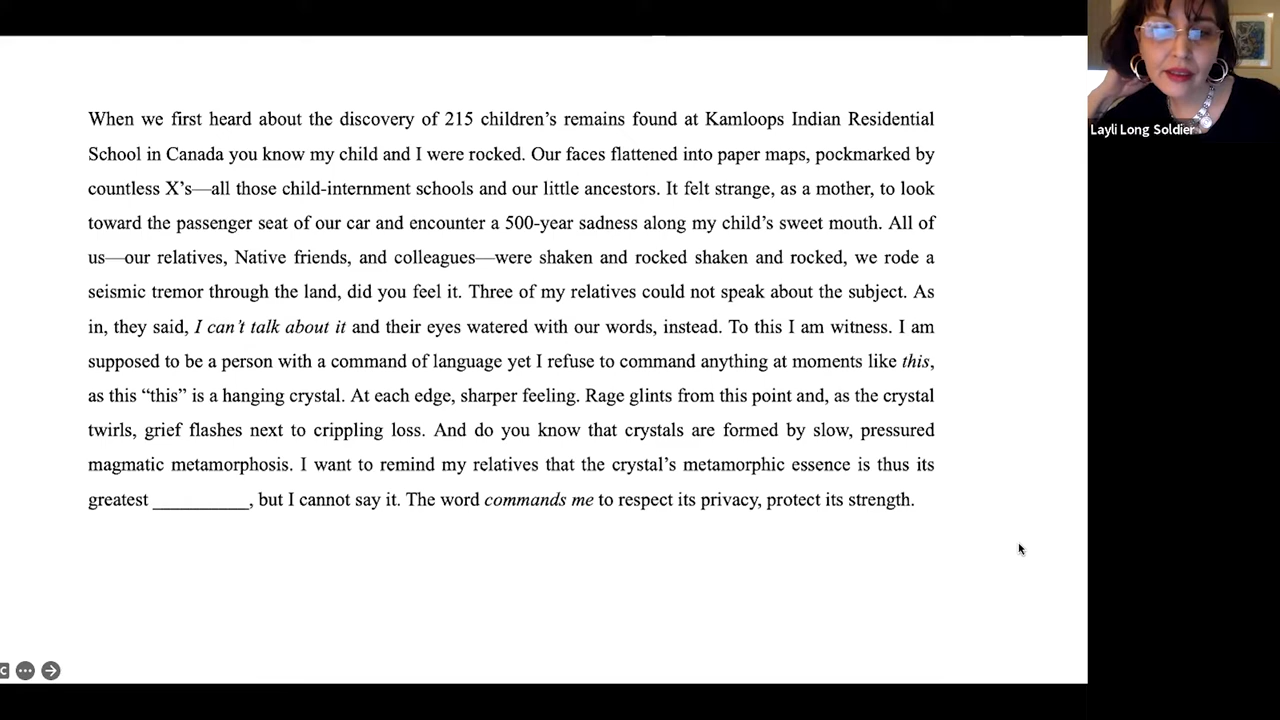 When we first heard about the discovery of 215 children’s remains found at Kamloops Indian Residential
School in Canada you know my child and I were rocked. Our faces flattened into paper maps, pockmarked by
countless X’s—all those child-internment schools and our little ancestors. It felt strange, as a mother, to look
toward the passenger seat of our car and encounter a 500-year sadness along my child’s sweet mouth. All of
us—our relatives, Native friends, and colleagues—were shaken and rocked shaken and rocked, we rode a
seismic tremor through the land, did you feel it. Three of my relatives could not speak about the subject. As
in, they said, I can’t talk about it and their eyes watered with our words, instead. To this I am witness. I am
supposed to be a person with a command of language yet I refuse to command anything at moments like this,
as this “this” is a hanging crystal. At each edge, sharper feeling. Rage glints from this point and, as the crystal
twirls, grief flashes next to crippling loss. And do you know that crystals are formed by slow, pressured
magmatic metamorphosis. I want to remind my relatives that the crystal’s metamorphic essence is thus its
greatest __________, but I cannot say it. The word commands me to respect its privacy, protect its strength.
Layli Long Soldier